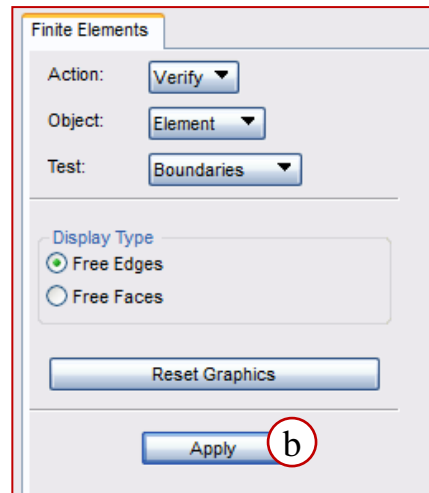 Finite Elements
Action: Verify
Object: Element
Test: Boundaries
Display Type
Free Edges
Free Faces
Reset Graphics
Apply b